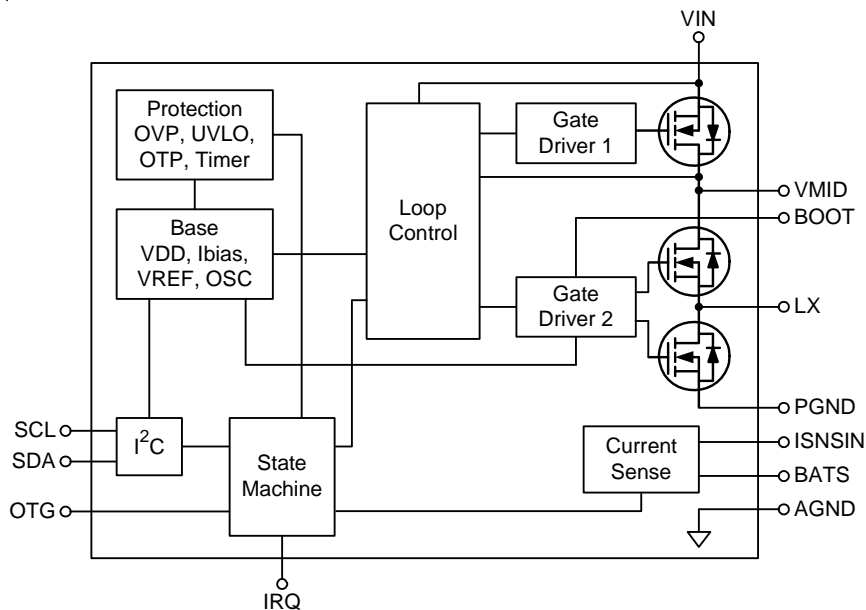 VIN
Protection
OVP, UVLO,
OTP, Timer
Gate
Driver 1
Loop
Control
VMID
BOOT
Base
VDD, Ibias,
VREF, OSC
Gate
Driver 2
LX
PGND
SCL
SDA
I²C
State
Machine
Current
Sense
ISNSIN
BATS
OTG
AGND
IRQ